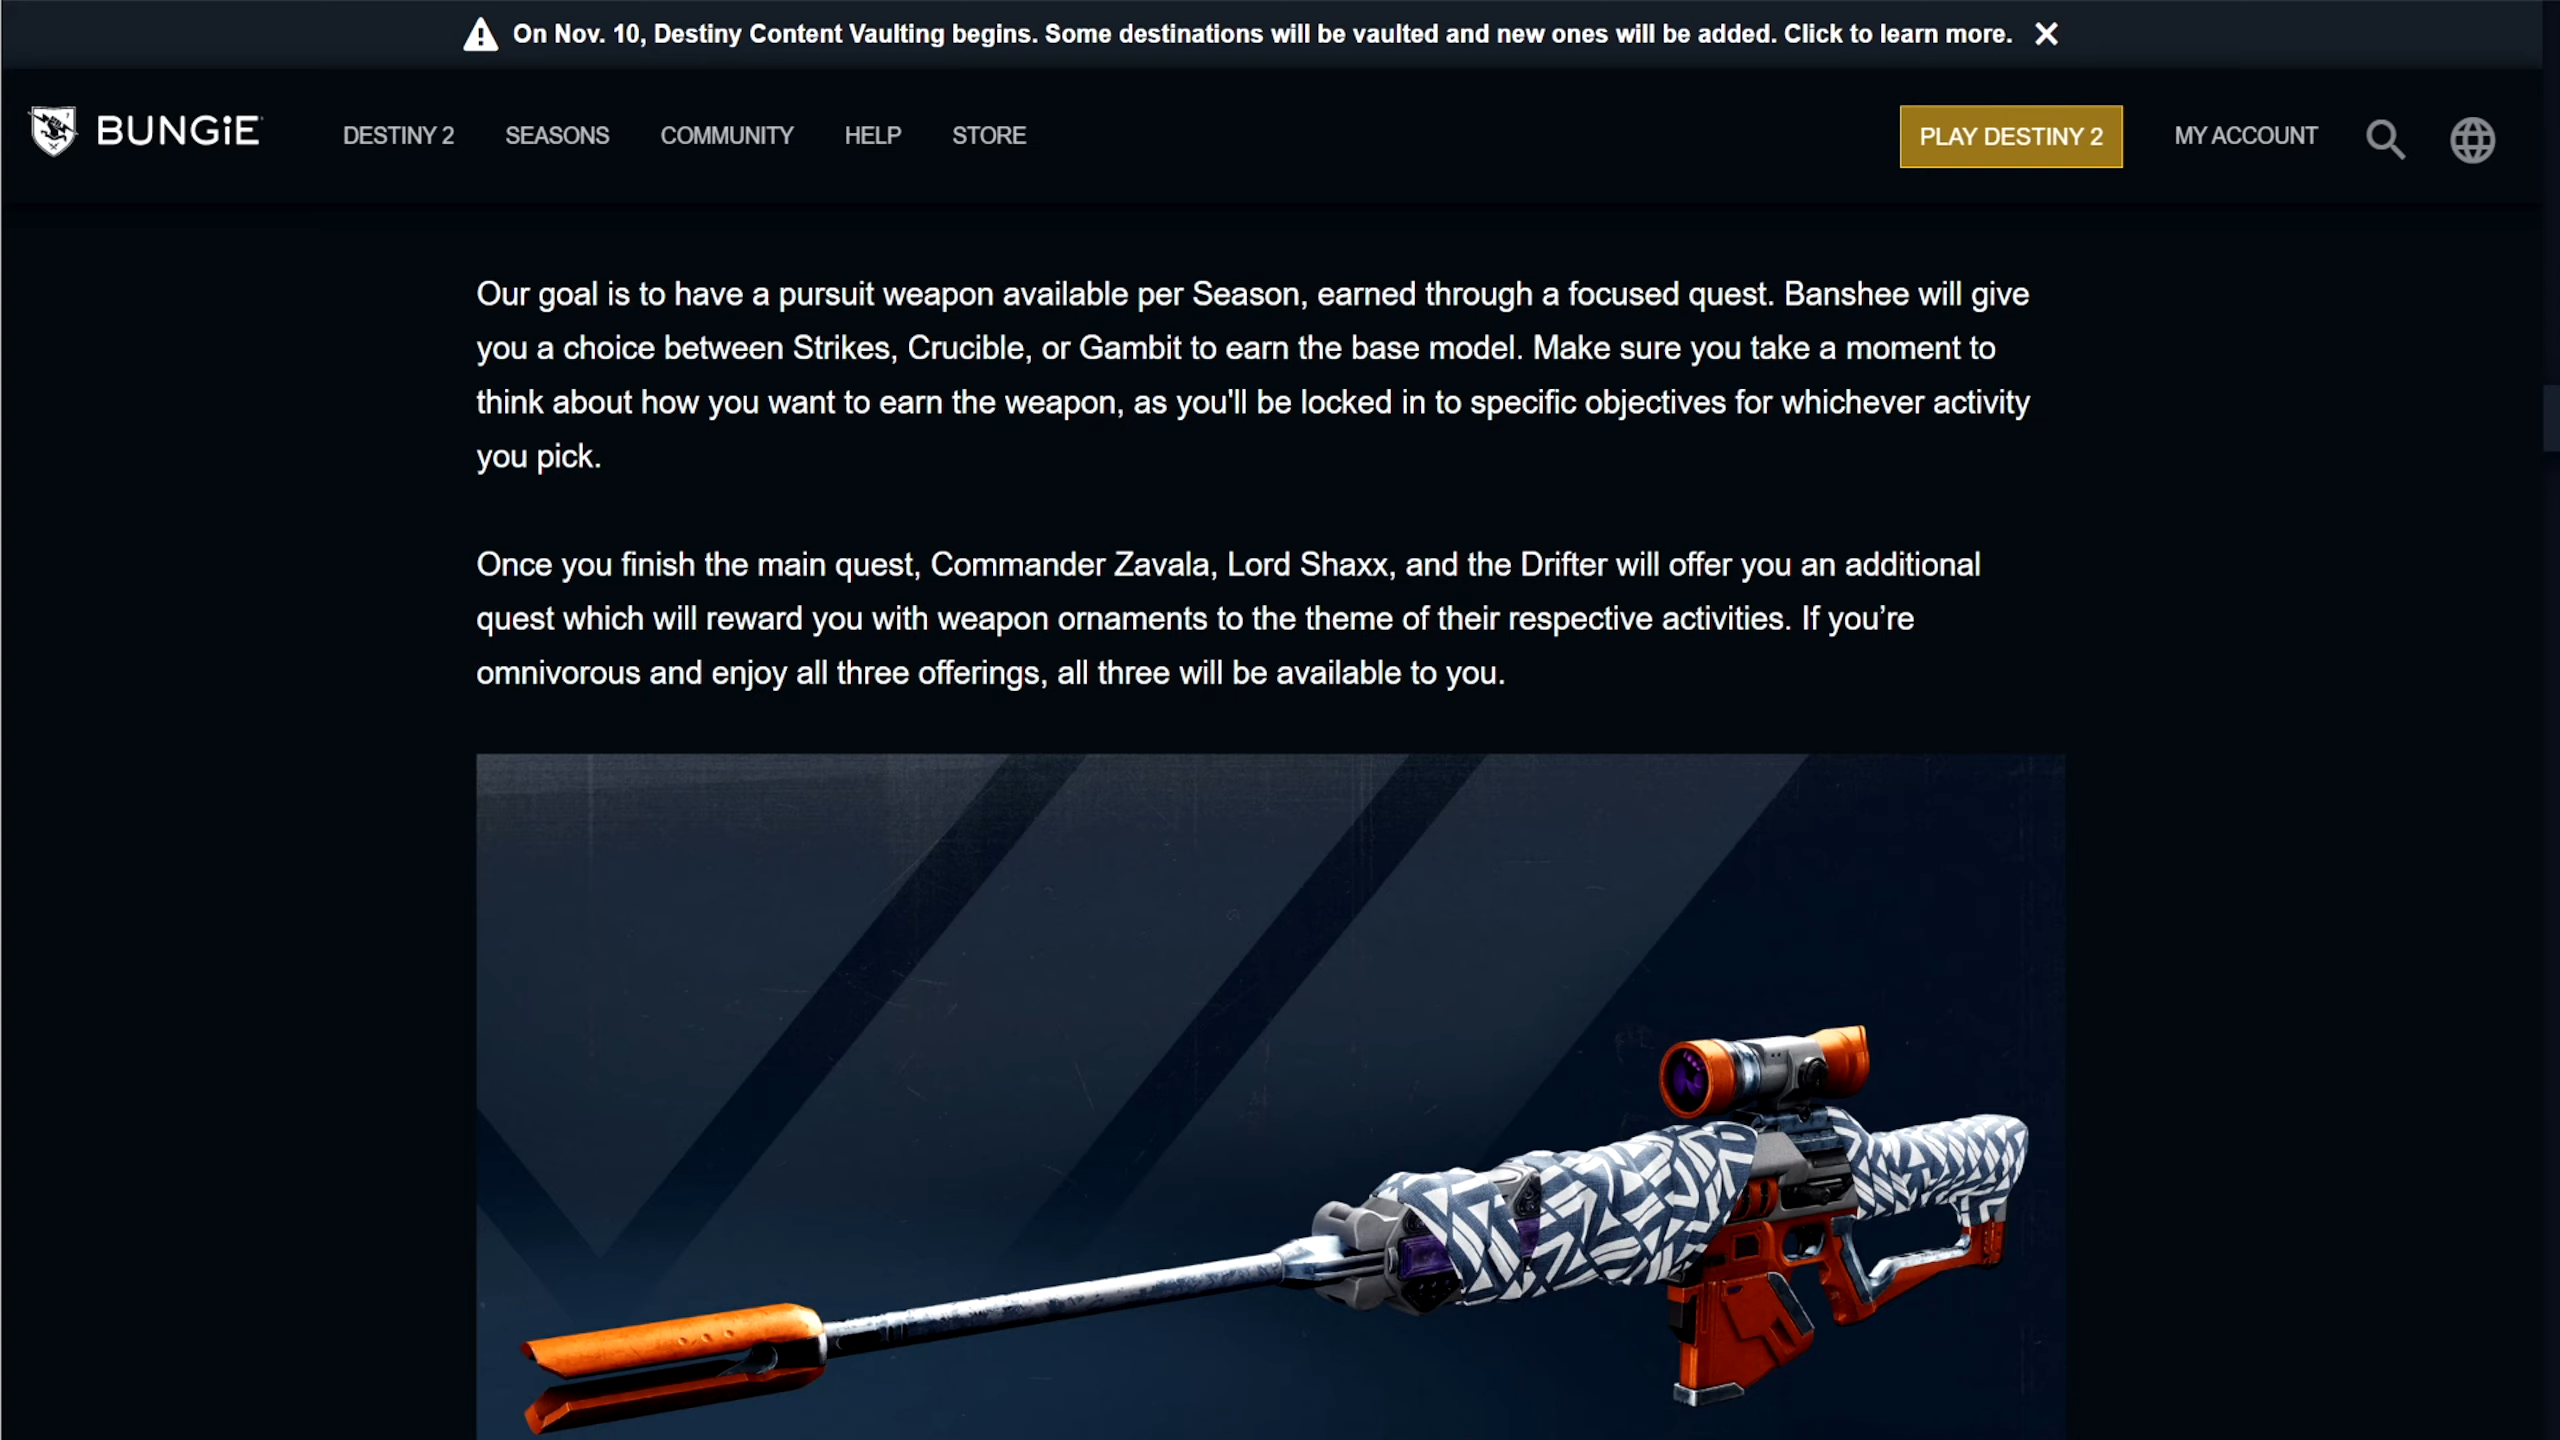 On Nov. 10, Destiny Content Vaulting begins. Some destinations will be vaulted and new ones will be added. Click to learn more.
BUNGiE
DESTINY 2
SEASONS
COMMUNITY
HELP
STORE
PLAY DESTINY 2
MY ACCOUNT
Our goal is to have a pursuit weapon available per Season, earned through a focused quest. Banshee will give
you a choice between Strikes, Crucible, or Gambit to earn the base model. Make sure you take a moment to
think about how you want to earn the weapon, as you'll be locked in to specific objectives for whichever activity
you pick.
Once you finish the main quest, Commander Zavala, Lord Shaxx, and the Drifter will offer you an additional
quest which will reward you with weapon ornaments to the theme of their respective activities. If you’re
omnivorous and enjoy all three offerings, all three will be available to you.